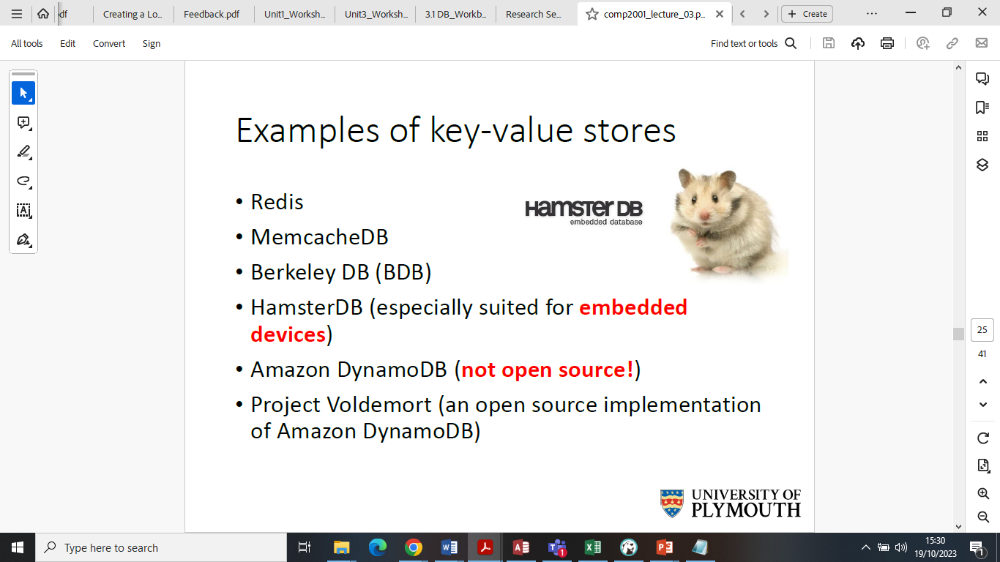 df
Creating a Lo...
Feedback.pdf
Unit1_Worksh...
Unit3_Worksh...
3.1 DB_Workb...
Research Se...
comp2001_lecture_03.p...
Create
All tools
Edit
Convert
Sign
Find text or tools
Examples of key-value stores
HamsterDB
embedded database
• Redis
• MemcacheDB
• Berkeley DB (BDB)
• HamsterDB (especially suited for embedded
devices)
• Amazon DynamoDB (not open source!)
• Project Voldemort (an open source implementation
of Amazon DynamoDB)
UNIVERSITY OF
PLYMOUTH
25
41
Type here to search
15:30
19/10/2023
1
1